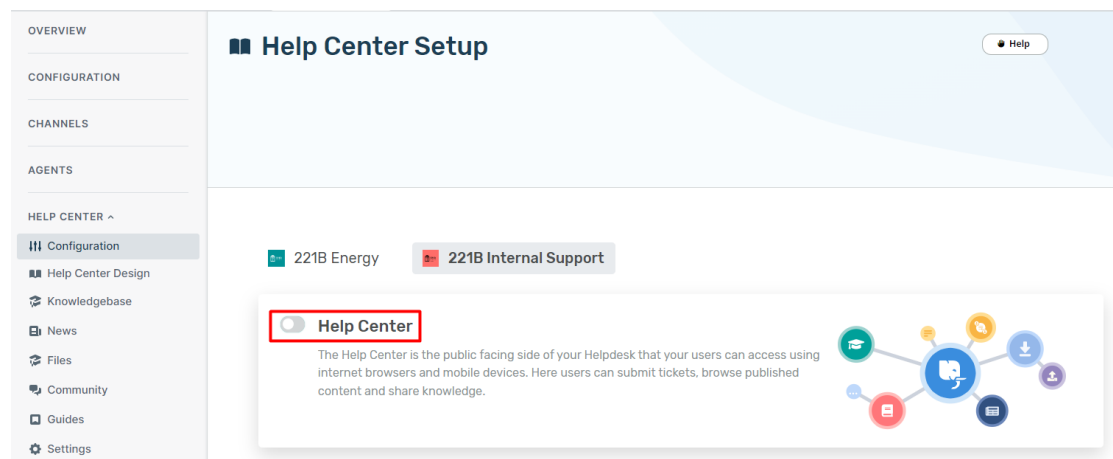 OVERVIEW
CONFIGURATION
CHANNELS
AGENTS
HELP CENTER
Configuration
Help Center Design
Knowledgebase
News
Files
Community
Guides
Settings
Help Center Setup
Help
221B Energy
221B Internal Support
Help Center
The Help Center is the public facing side of your Helpdesk that your users can access using
internet browsers and mobile devices. Here users can submit tickets, browse published
content and share knowledge.